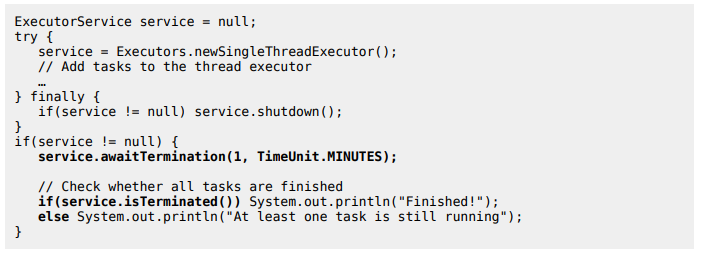 ExecutorService service = null;
try {
   service = Executors.newSingleThreadExecutor();
   // Add tasks to the thread executor
   …
} finally {
   if(service != null) service.shutdown();
}
if(service != null) {
   service.awaitTermination(1, TimeUnit.MINUTES);

   // Check whether all tasks are finished
   if(service.isTerminated()) System.out.println("Finished!");
   else System.out.println("At least one task is still running");
}